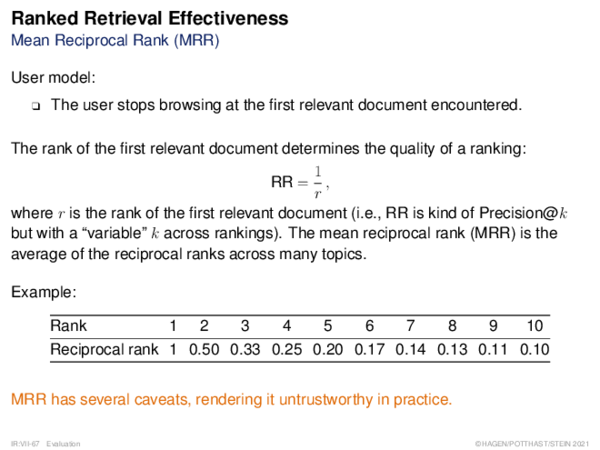 Ranked Retrieval Effectiveness
Mean Reciprocal Rank (MRR)
User model:
❑ The user stops browsing at the first relevant document encountered.
The rank of the first relevant document determines the quality of a ranking:
RR = 1/r ,
where r is the rank of the first relevant document (i.e., RR is kind of Precision@k
but with a “variable” k across rankings). The mean reciprocal rank (MRR) is the
average of the reciprocal ranks across many topics.
Example:
Rank 1 2 3 4 5 6 7 8 9 10
Reciprocal rank 1 0.50 0.33 0.25 0.20 0.17 0.14 0.13 0.11 0.10
MRR has several caveats, rendering it untrustworthy in practice.
IR:VII-67 Evaluation ©HAGEN/POTTHAST/STEIN 2021